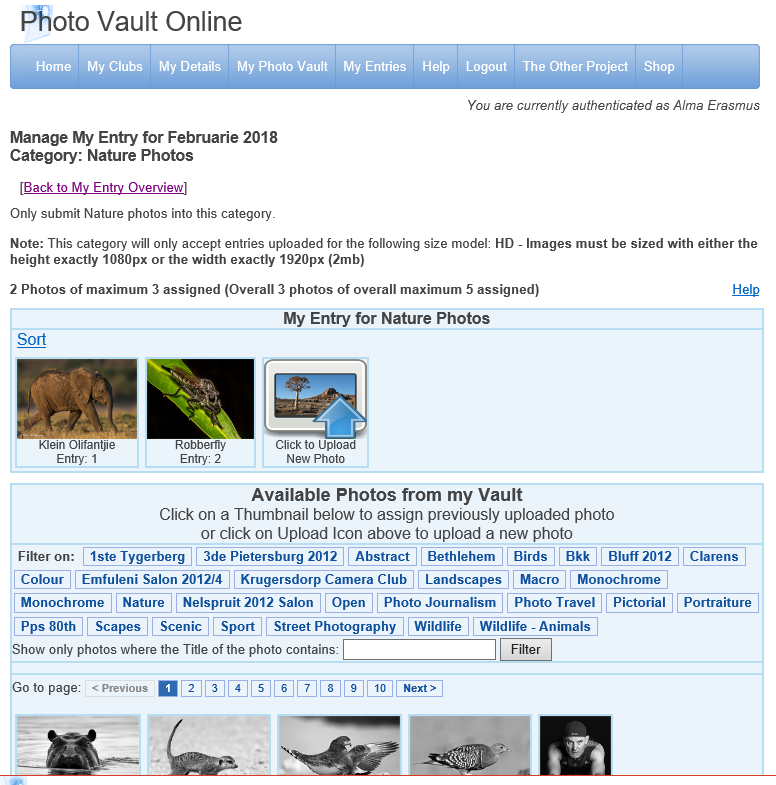 Photo Vault Online
Home My Clubs My Details My Photo Vault My Entries Help Logout The Other Project Shop
You are currently authenticated as Alma Erasmus
Manage My Entry for Februarie 2018
Category: Nature Photos
[Back to My Entry Overview]
Only submit Nature photos into this category.
Note: This category will only accept entries uploaded for the following size model: HD - Images must be sized with either the
height exactly 1080px or the width exactly 1920px (2mb)
2 Photos of maximum 3 assigned (Overall 3 photos of overall maximum 5 assigned) Help
My Entry for Nature Photos
Sort
Klein Olifantjie
Entry: 1
Robberfly
Entry: 2
Click to Upload
New Photo
Available Photos from my Vault
Click on a Thumbnail below to assign previously uploaded photo
or click on Upload Icon above to upload a new photo
Filter on: 1ste Tygerberg 3de Pietersburg 2012 Abstract Bethlehem Birds Bkk Bluff 2012 Clarens
Colour Emfuleni Salon 2012/4 Krugersdorp Camera Club Landscapes Macro Monochrome
Monochrome Nature Nelspruit 2012 Salon Open Photo Journalism Photo Travel Pictorial Portraiture
Pps 80th Scapes Scenic Sport Street Photography Wildlife Wildlife - Animals
Show only photos where the Title of the photo contains: Filter
Go to page: < Previous 1 2 3 4 5 6 7 8 9 10 Next >